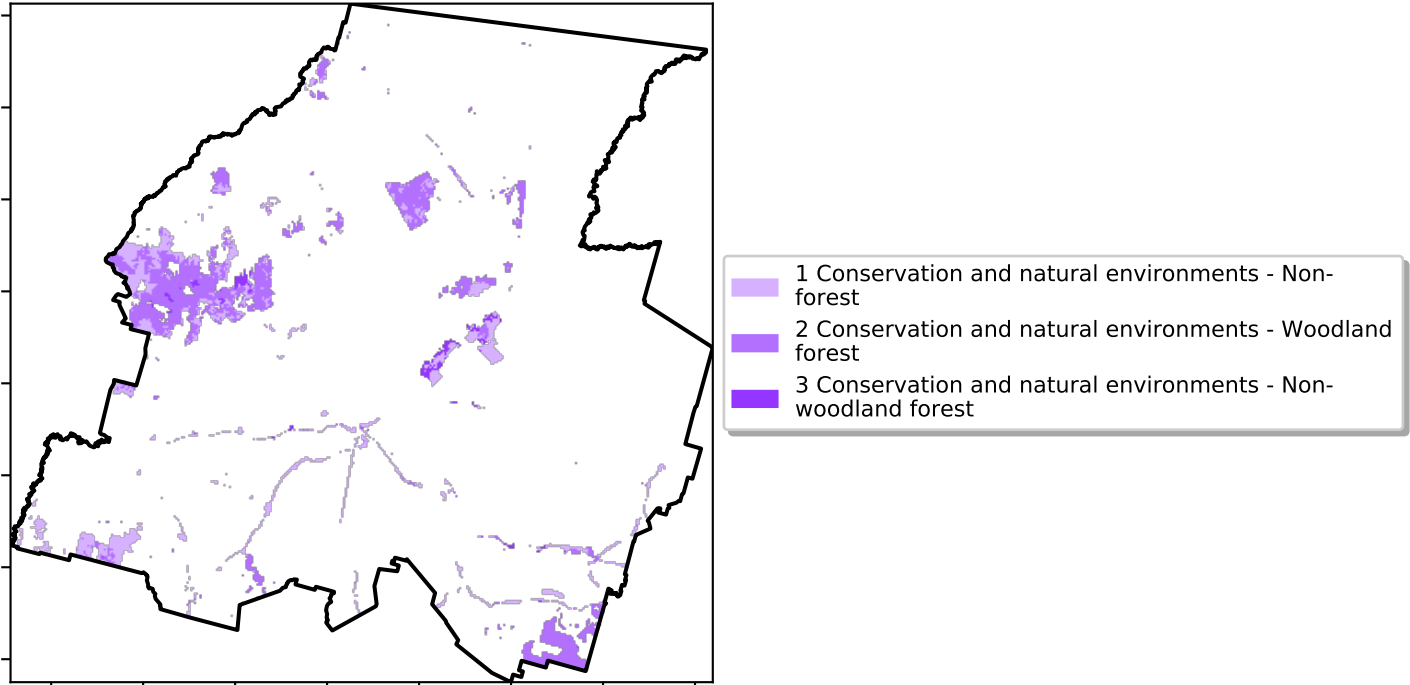 1 Conservation and natural environments - Non-
forest
2 Conservation and natural environments - Woodland
forest
3 Conservation and natural environments - Non-
woodland forest